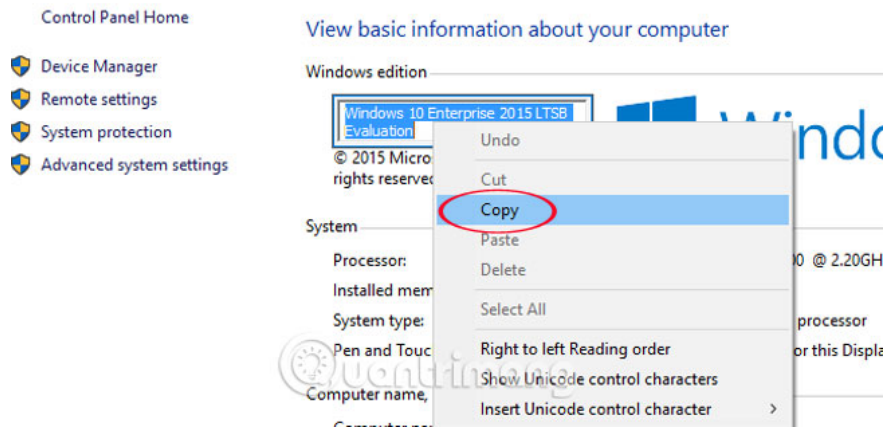 Control Panel Home
Device Manager
Remote settings
System protection
Advanced system settings
View basic information about your computer
Windows edition
Windows 10 Enterprise 2015 LTSB
Evaluation
© 2015 Micro
rights reserved
System
Processor:
Installed mem
System type:
Pen and Touc
Computer name,
Undo
Cut
Copy
Paste
Delete
Select All
Right to left Reading order
Show Unicode control characters
Insert Unicode control character
Wind
0 @ 2.20GH
processor
or this Displa
Quantrimang